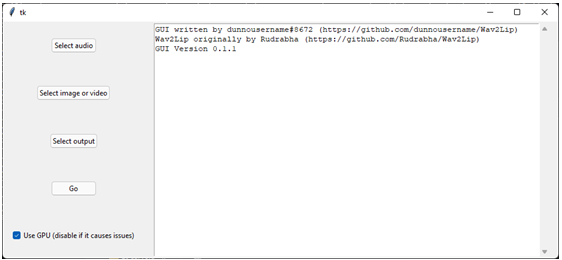 tk
Select audio
Select image or video
Select output
Go
Use GPU (disable if it causes issues)
GUI written by dunnousername#8672 (https://github.com/dunnousername/Wav2Lip)
Wav2Lip originally by Rudrabha (https://github.com/Rudrabha/Wav2Lip)
GUI Version 0.1.1